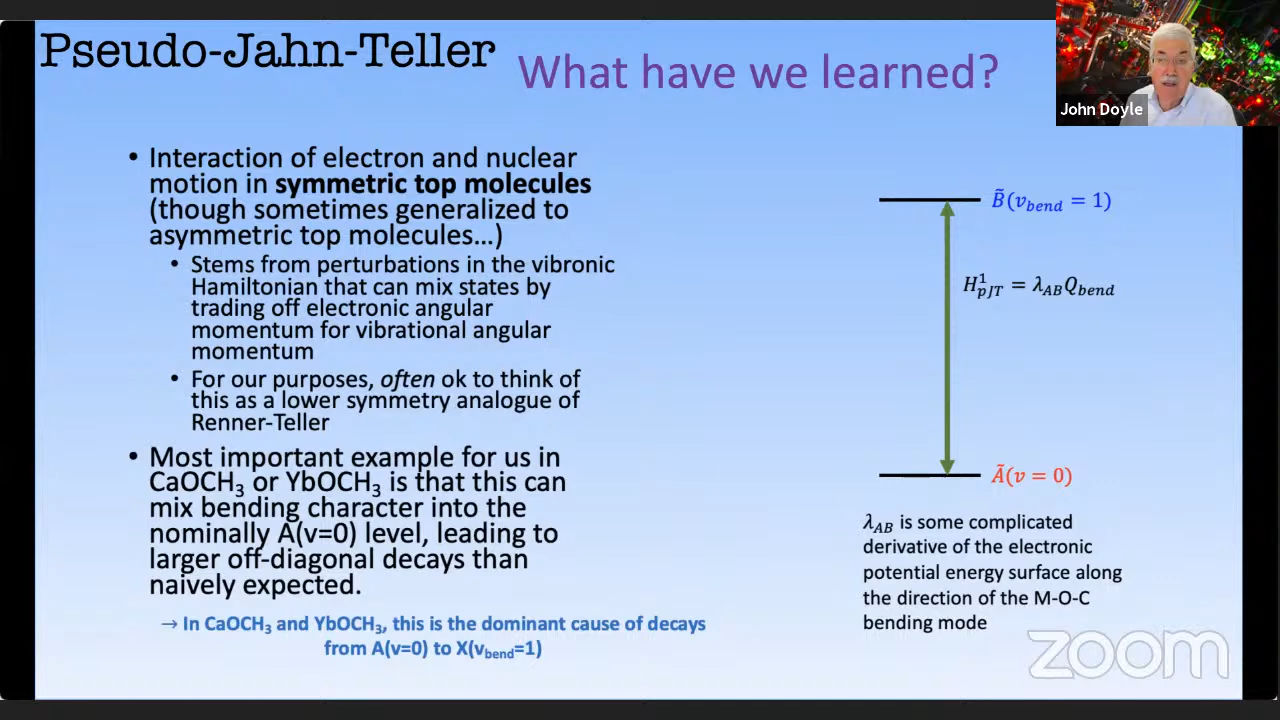 Pseudo-Jahn-Teller
What have we learned?
John Doyle
• Interaction of electron and nuclear
motion in symmetric top molecules
(though sometimes generalized to
asymmetric top molecules...)
• Stems from perturbations in the vibronic
Hamiltonian that can mix states by
trading off electronic angular
momentum for vibrational angular
momentum
• For our purposes, often ok to think of
this as a lower symmetry analogue of
Renner-Teller
• Most important example for us in
CaOCH₃ or YbOCH₃ is that this can
mix bending character into the
nominally A(v=0) level, leading to
larger off-diagonal decays than
naively expected.
→ In CaOCH₃ and YbOCH₃, this is the dominant cause of decays
from A(v=0) to X(v_bend=1)
B̃(v_bend = 1)
H¹_pJT = λ_AB Q_bend
Ã(v = 0)
λ_AB is some complicated
derivative of the electronic
potential energy surface along
the direction of the M-O-C
bending mode
zoom